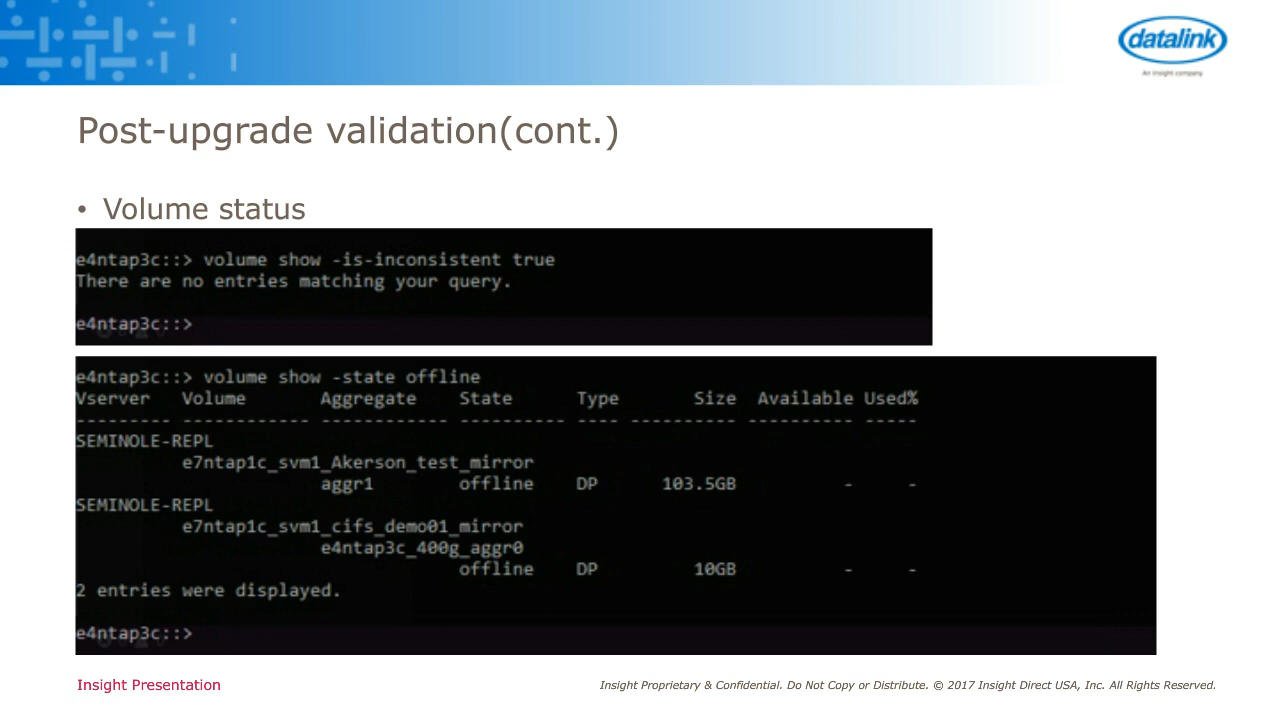 datalink
An Insight company
Post-upgrade validation(cont.)
• Volume status
e4ntap3c::> volume show -is-inconsistent true
There are no entries matching your query.
e4ntap3c::>
e4ntap3c::> volume show -state offline
Vserver   Volume       Aggregate    State      Type       Size  Available Used%
--------- ------------ ------------ ---------- ---- ---------- ---------- -----
SEMINOLE-REPL
          e7ntap1c_svm1_Akerson_test_mirror
                       aggr1        offline    DP      103.5GB          -     -
SEMINOLE-REPL
          e7ntap1c_svm1_cifs_demo01_mirror
                       e4ntap3c_400g_aggr0
                                    offline    DP         10GB          -     -
2 entries were displayed.
e4ntap3c::>
Insight Presentation
Insight Proprietary & Confidential. Do Not Copy or Distribute. © 2017 Insight Direct USA, Inc. All Rights Reserved.